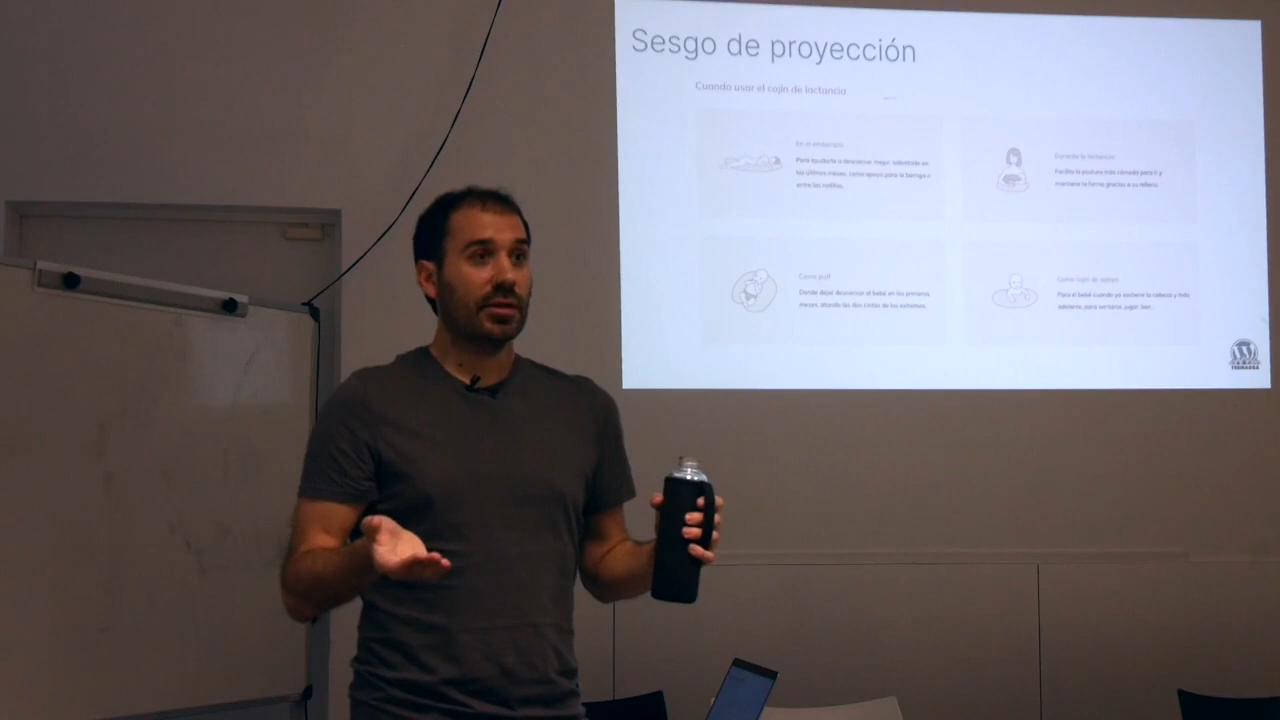 Sesgo de proyección
Cuando usar el cojín de lactancia
En el embarazo
Para ayudarte a descansar mejor, sobretodo en
los últimos meses, como apoyo para la barriga o
entre las rodillas.
Durante la lactancia
Facilita la postura más cómoda para ti y
mantiene la forma gracias a su relleno.
Como puff
Donde dejar descansar al bebé en los primeros
meses, atando las dos cintas de los extremos.
Como cojín de
Para el bebé cuando ya sostiene la cabeza y más
adelante, para sentarse, jugar, leer...
TERRASSA